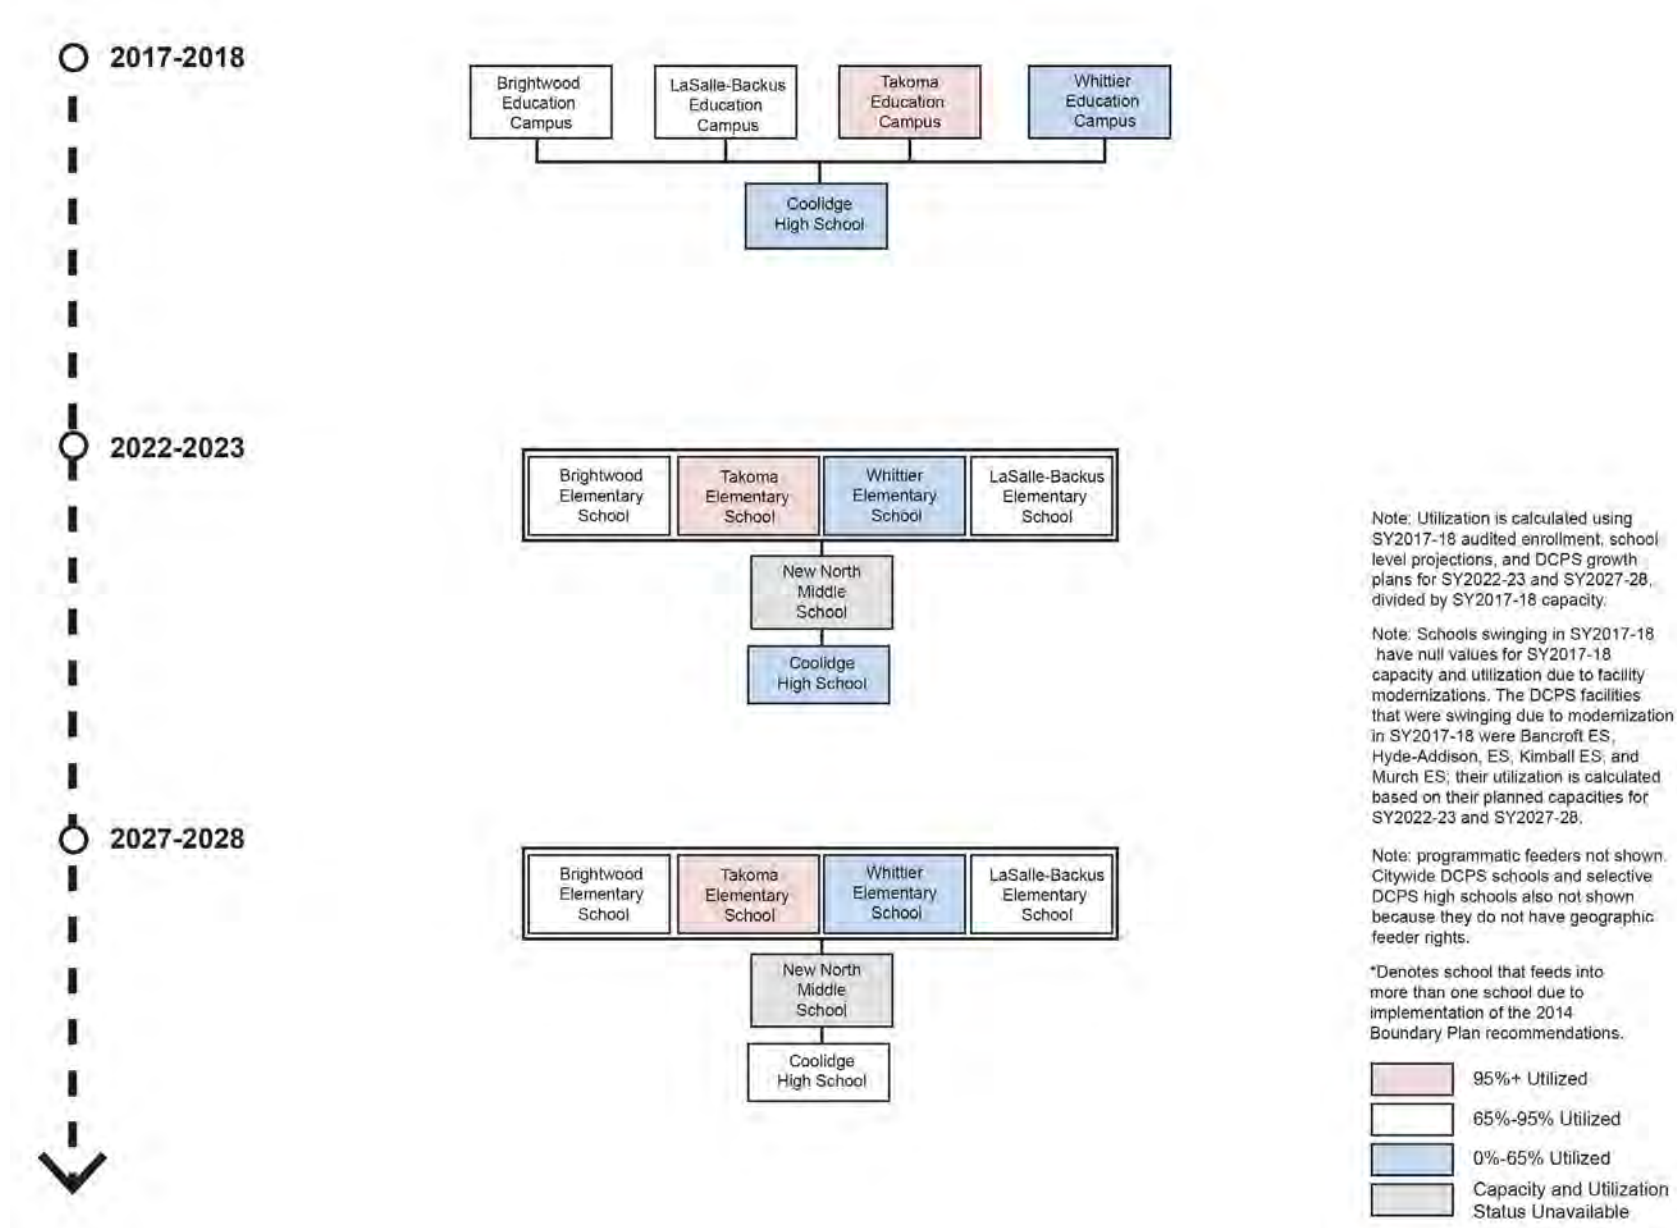 2017-2018
Brightwood
Education
Campus
LaSalle-Backus
Education
Campus
Takoma
Education
Campus
Whittier
Education
Campus
Coolidge
High School
2022-2023
Brightwood
Elementary
School
Takoma
Elementary
School
Whittier
Elementary
School
LaSalle-Backus
Elementary
School
New North
Middle
School
Coolidge
High School
2027-2028
Brightwood
Elementary
School
Takoma
Elementary
School
Whittier
Elementary
School
LaSalle-Backus
Elementary
School
New North
Middle
School
Coolidge
High School
Note: Utilization is calculated using
SY2017-18 audited enrollment, school
level projections, and DCPS growth
plans for SY2022-23 and SY2027-28,
divided by SY2017-18 capacity.
Note: Schools swinging in SY2017-18
have null values for SY2017-18
capacity and utilization due to facility
modernizations. The DCPS facilities
that were swinging due to modernization
in SY2017-18 were Bancroft ES,
Hyde-Addison, ES, Kimball ES, and
Murch ES; their utilization is calculated
based on their planned capacities for
SY2022-23 and SY2027-28.
Note: programmatic feeders not shown.
Citywide DCPS schools and selective
DCPS high schools also not shown
because they do not have geographic
feeder rights.
*Denotes school that feeds into
more than one school due to
implementation of the 2014
Boundary Plan recommendations.
95%+ Utilized
65%-95% Utilized
0%-65% Utilized
Capacity and Utilization
Status Unavailable